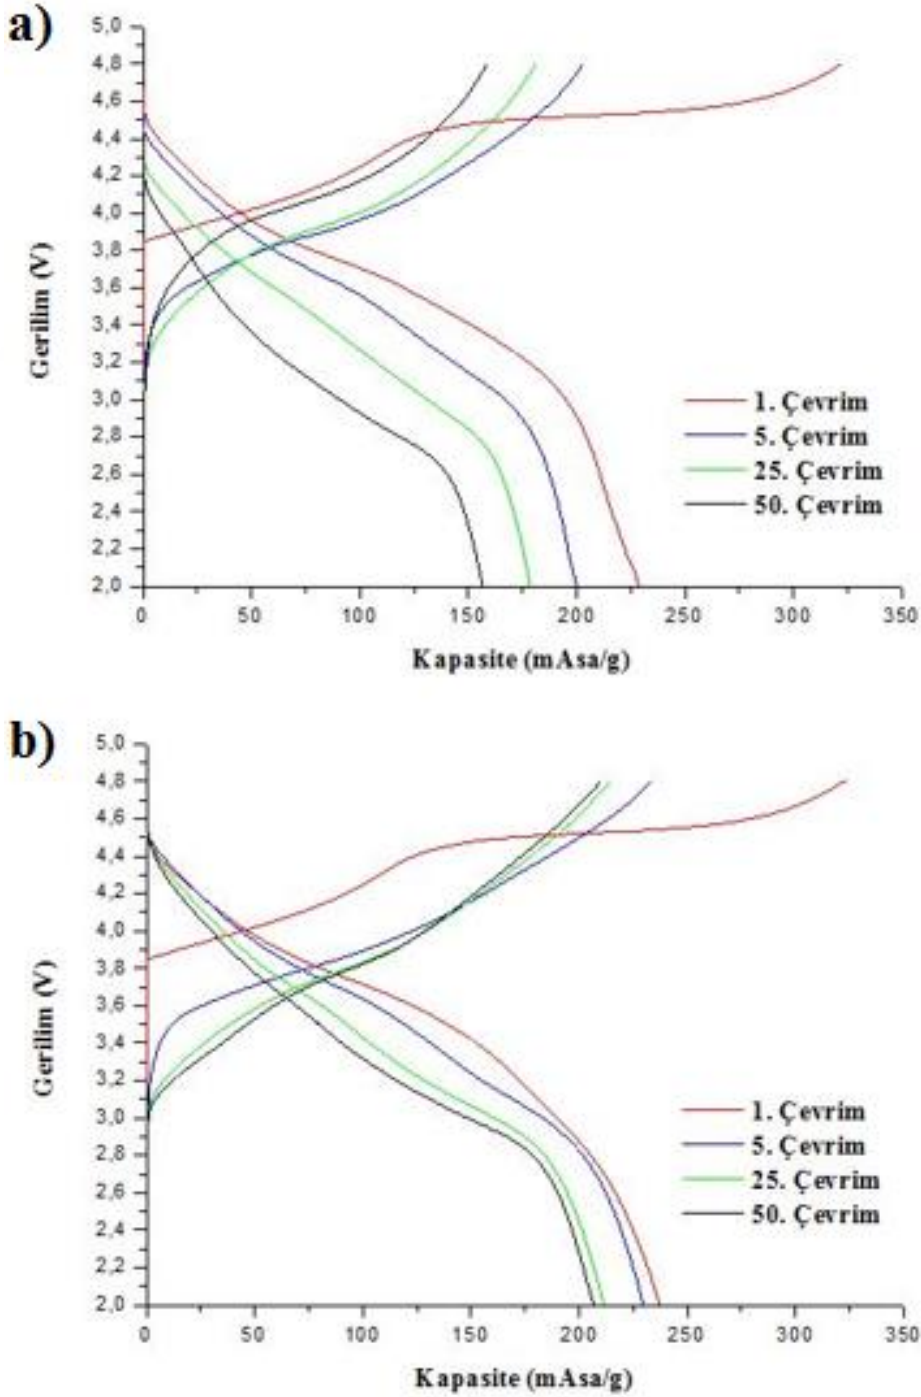 a)
5,0
4,8
4,6
4,4
4,2
4,0
3,8
3,6
3,4
3,2
3,0
2,8
2,6
2,4
2,2
2,0
Gerilim (V)
1. Çevrim
5. Çevrim
25. Çevrim
50. Çevrim
0 50 100 150 200 250 300 350
Kapasite (mAsa/g)
b)
5,0
4,8
4,6
4,4
4,2
4,0
3,8
3,6
3,4
3,2
3,0
2,8
2,6
2,4
2,2
2,0
Gerilim (V)
1. Çevrim
5. Çevrim
25. Çevrim
50. Çevrim
0 50 100 150 200 250 300 350
Kapasite (mAsa/g)